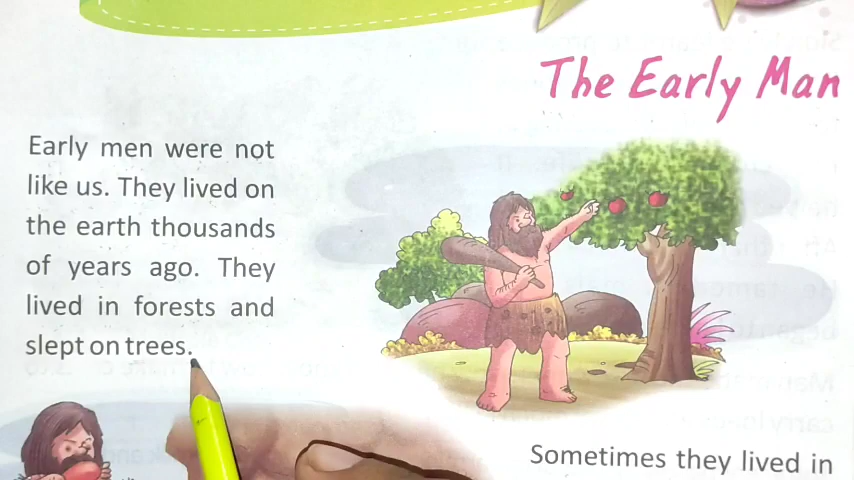 The Early Man
Early men were not
like us. They lived on
the earth thousands
of years ago. They
lived in forests and
slept on trees.
Sometimes they lived in